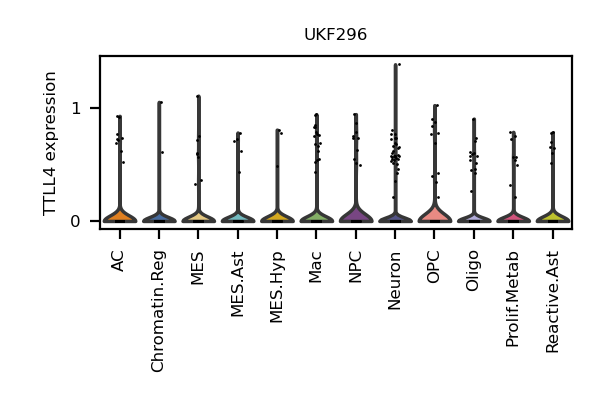 UKF296
TTLL4 expression
1
0
AC
Chromatin.Reg
MES
MES.Ast
MES.Hyp
Mac
NPC
Neuron
OPC
Oligo
Prolif.Metab
Reactive.Ast